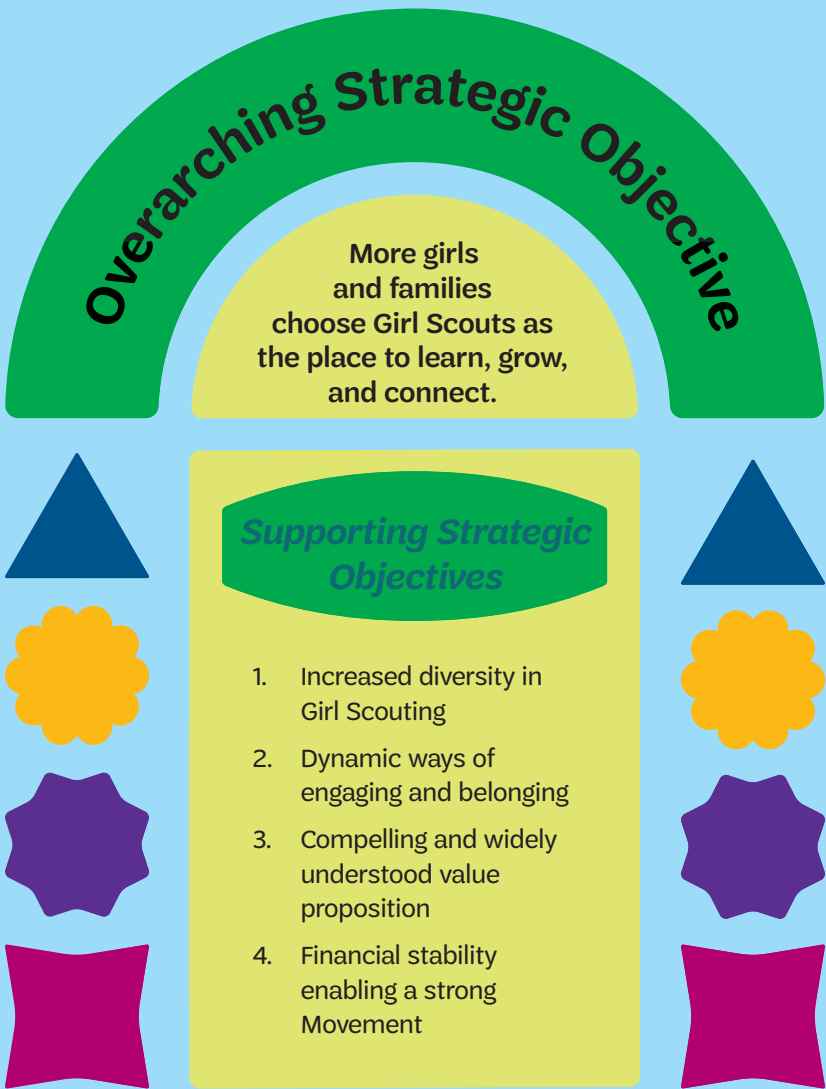 Overarching Strategic Objective
More girls
and families
choose Girl Scouts as
the place to learn, grow,
and connect.
Supporting Strategic
Objectives
1. Increased diversity in
Girl Scouting
2. Dynamic ways of
engaging and belonging
3. Compelling and widely
understood value
proposition
4. Financial stability
enabling a strong
Movement